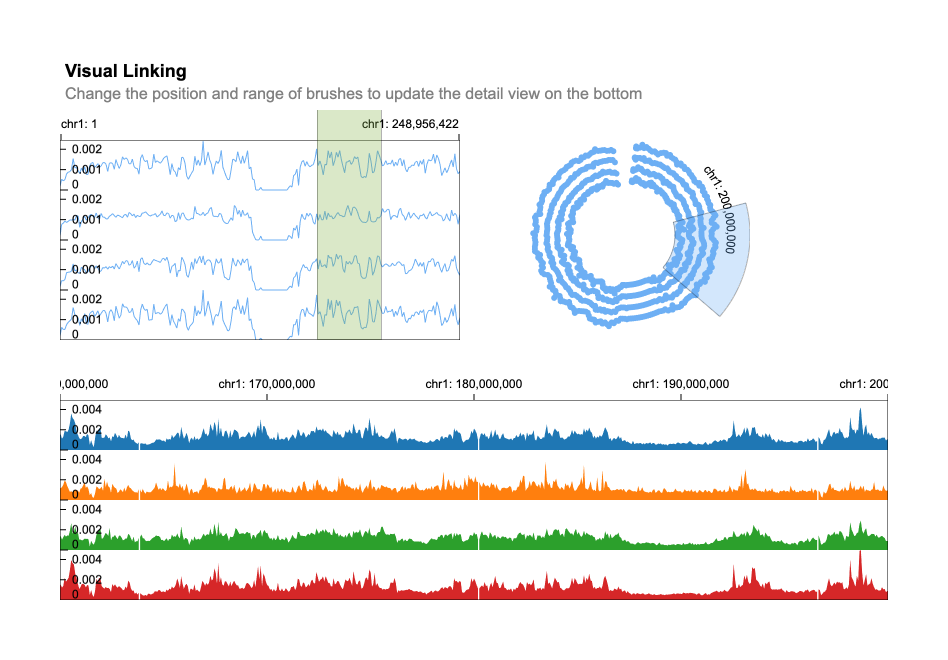 Visual Linking
Change the position and range of brushes to update the detail view on the bottom
chr1: 1
chr1: 248,956,422
0.002
0.001
0
0.002
0.001
0
0.002
0.001
0
0.002
0.001
0
chr1: 200,000,000
0,000,000
chr1: 170,000,000
chr1: 180,000,000
chr1: 190,000,000
chr1: 200
0.004
0.002
0
0.004
0.002
0
0.004
0.002
0
0.004
0.002
0